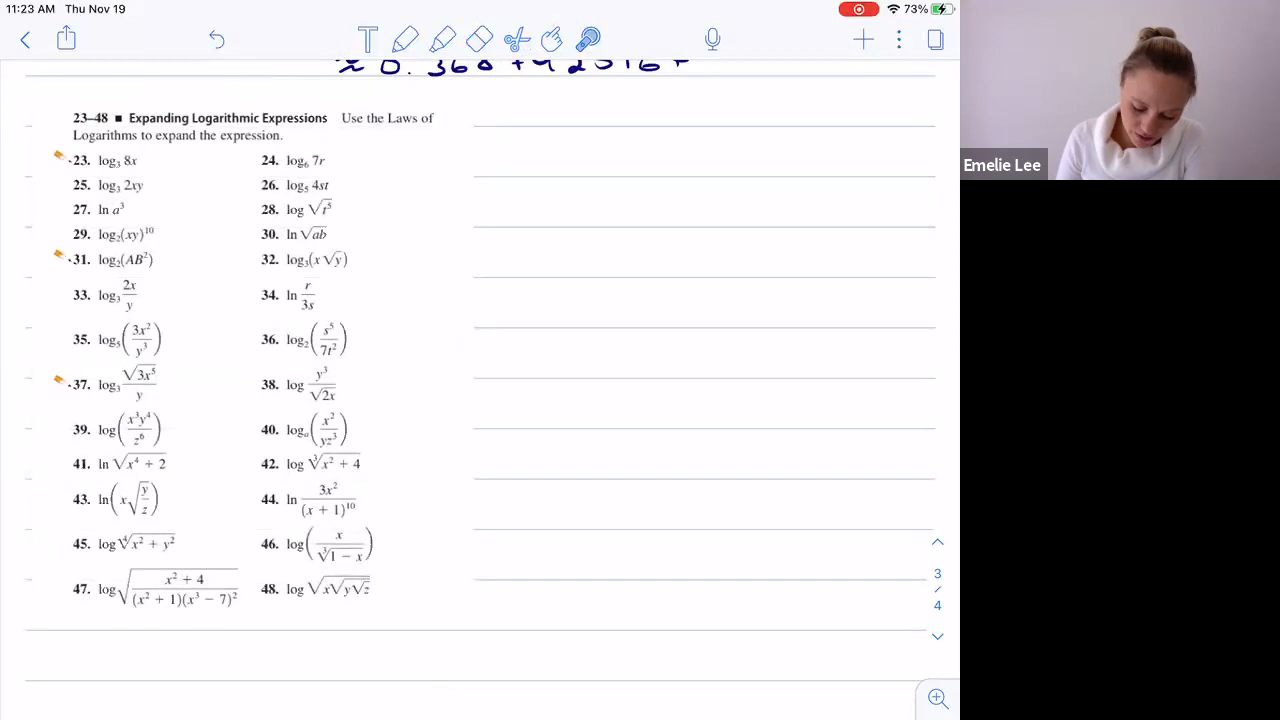 11:23 AM Thu Nov 19
73%
23–48 ■ Expanding Logarithmic Expressions Use the Laws of
Logarithms to expand the expression.
23. log₃ 8x
24. log₆ 7r
25. log₃ 2xy
26. log₅ 4st
27. ln a³
28. log √t⁵
29. log₂(xy)¹⁰
30. ln √ab
31. log₂(AB²)
32. log₃(x√y)
33. log₃ 2x/y
34. ln r/3s
35. log₅(3x²/y³)
36. log₂(s⁵/7t²)
37. log₃ √3x⁵/y
38. log y³/√2x
39. log(x³y⁴/z⁶)
40. logₐ(x²/yz³)
41. ln √x⁴ + 2
42. log ∛x² + 4
43. ln(x√y/z)
44. ln 3x²/(x + 1)¹⁰
45. log ∜x² + y²
46. log(x/∛1 − x)
47. log √x² + 4/(x² + 1)(x³ − 7)²
48. log √x√y√z
3
/
4
Emelie Lee